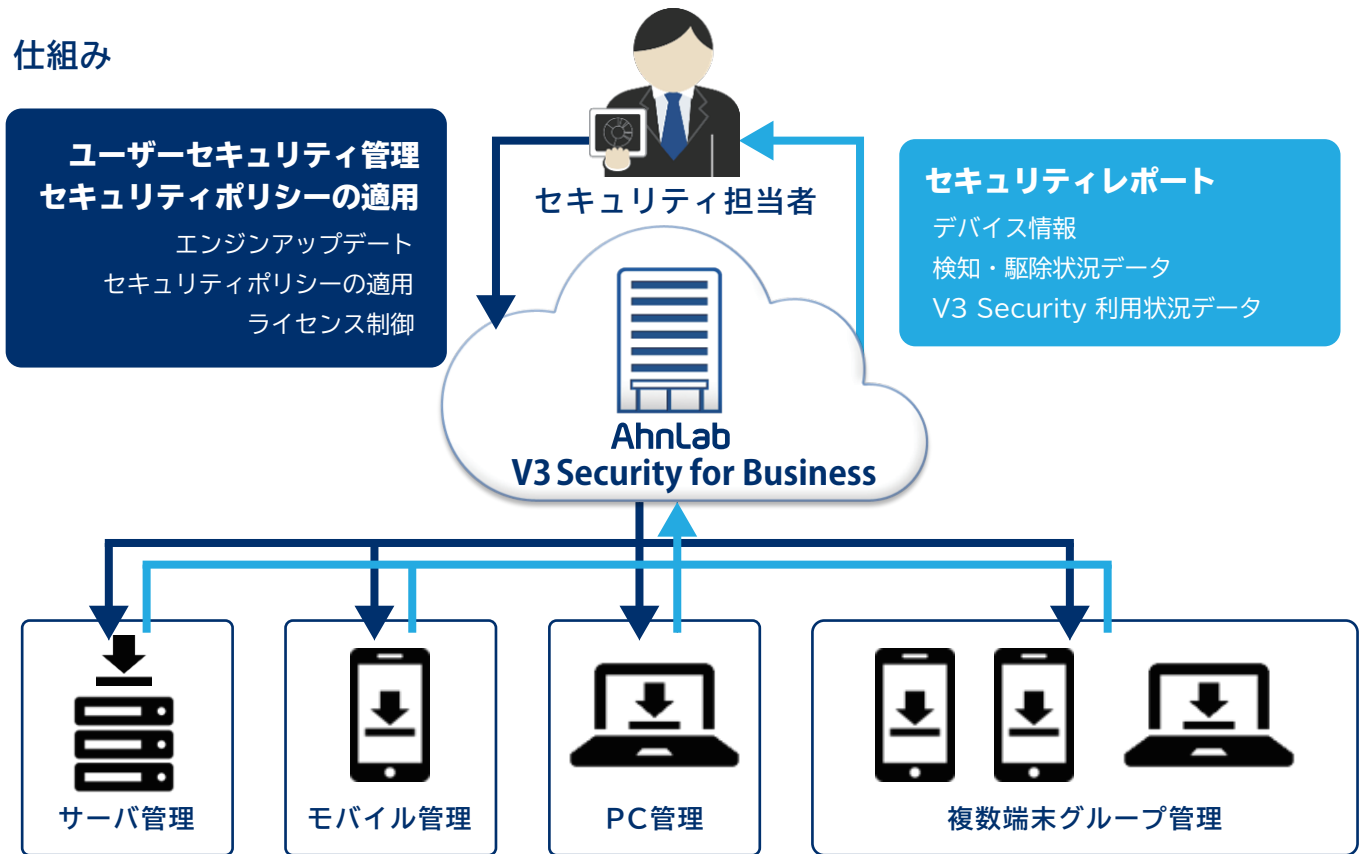 仕組み
ユーザーセキュリティ管理
セキュリティポリシーの適用
エンジンアップデート
セキュリティポリシーの適用
ライセンス制御
セキュリティ担当者
セキュリティレポート
デバイス情報
検知・駆除状況データ
V3 Security 利用状況データ
AhnLab
V3 Security for Business
サーバ管理
モバイル管理
PC管理
複数端末グループ管理